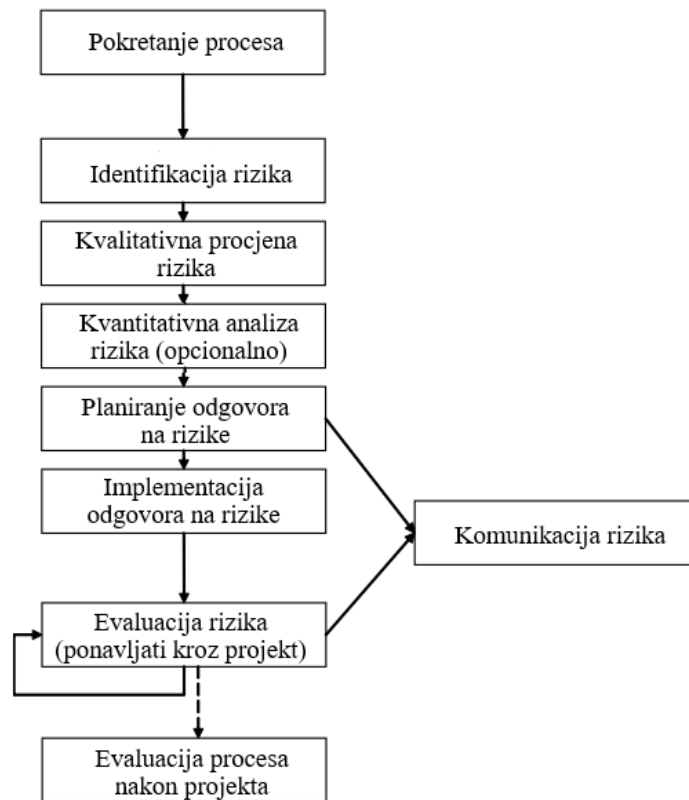 Pokretanje procesa
Identifikacija rizika
Kvalitativna procjena
rizika
Kvantitativna analiza
rizika (opcionalno)
Planiranje odgovora
na rizike
Implementacija
odgovora na rizike
Komunikacija rizika
Evaluacija rizika
(ponavljati kroz projekt)
Evaluacija procesa
nakon projekta